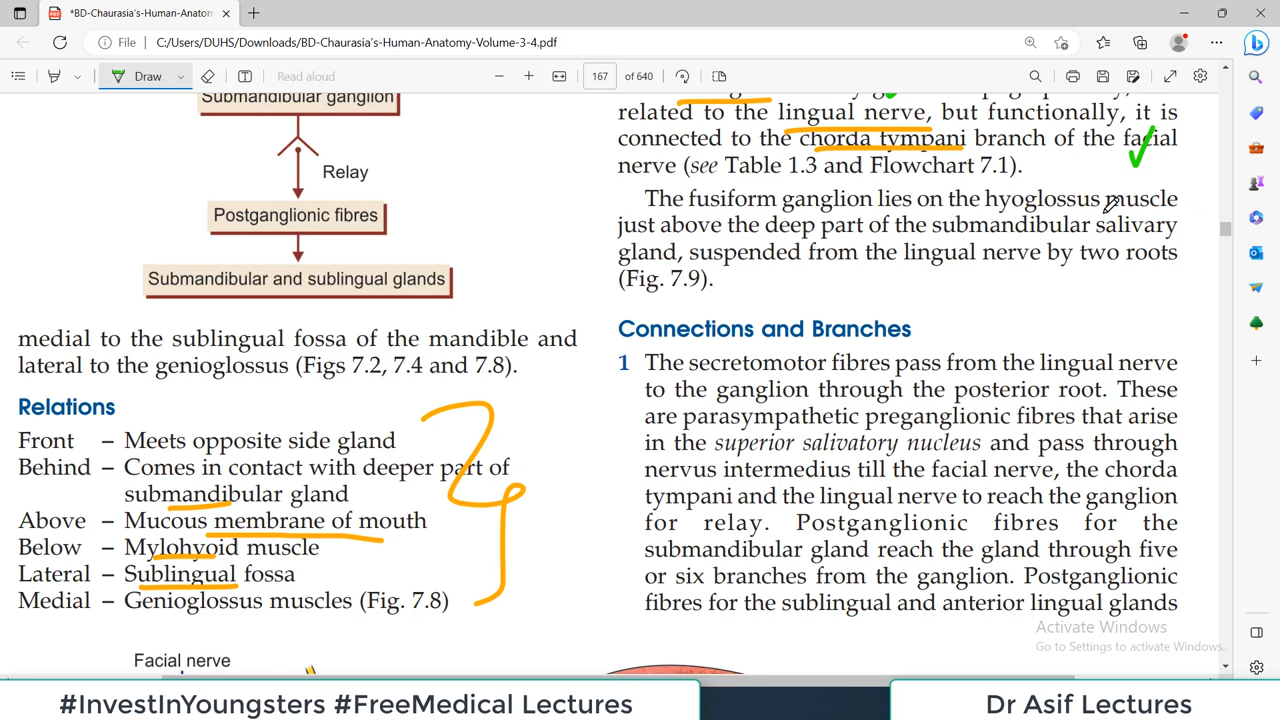 *BD-Chaurasia's-Human-Anatom
File
C:/Users/DUHS/Downloads/BD-Chaurasia's-Human-Anatomy-Volume-3-4.pdf
Draw
Read aloud
167 of 640
Submandibular ganglion
Relay
Postganglionic fibres
Submandibular and sublingual glands
medial to the sublingual fossa of the mandible and
lateral to the genioglossus (Figs 7.2, 7.4 and 7.8).
Relations
Front – Meets opposite side gland
Behind – Comes in contact with deeper part of
submandibular gland
Above – Mucous membrane of mouth
Below – Mylohyoid muscle
Lateral – Sublingual fossa
Medial – Genioglossus muscles (Fig. 7.8)
Facial nerve
related to the lingual nerve, but functionally, it is
connected to the chorda tympani branch of the facial
nerve (see Table 1.3 and Flowchart 7.1).
The fusiform ganglion lies on the hyoglossus muscle
just above the deep part of the submandibular salivary
gland, suspended from the lingual nerve by two roots
(Fig. 7.9).
Connections and Branches
1 The secretomotor fibres pass from the lingual nerve
to the ganglion through the posterior root. These
are parasympathetic preganglionic fibres that arise
in the superior salivatory nucleus and pass through
nervus intermedius till the facial nerve, the chorda
tympani and the lingual nerve to reach the ganglion
for relay. Postganglionic fibres for the
submandibular gland reach the gland through five
or six branches from the ganglion. Postganglionic
fibres for the sublingual and anterior lingual glands
Activate Windows
Go to Settings to activate Windows.
#InvestInYoungsters #FreeMedical Lectures
Dr Asif Lectures